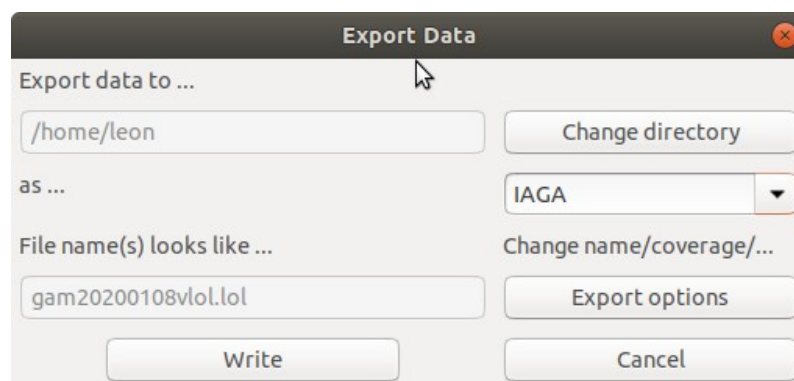 Export Data
Export data to ...
/home/leon
Change directory
as ...
IAGA
File name(s) looks like ...
Change name/coverage/...
gam20200108vlol.lol
Export options
Write
Cancel